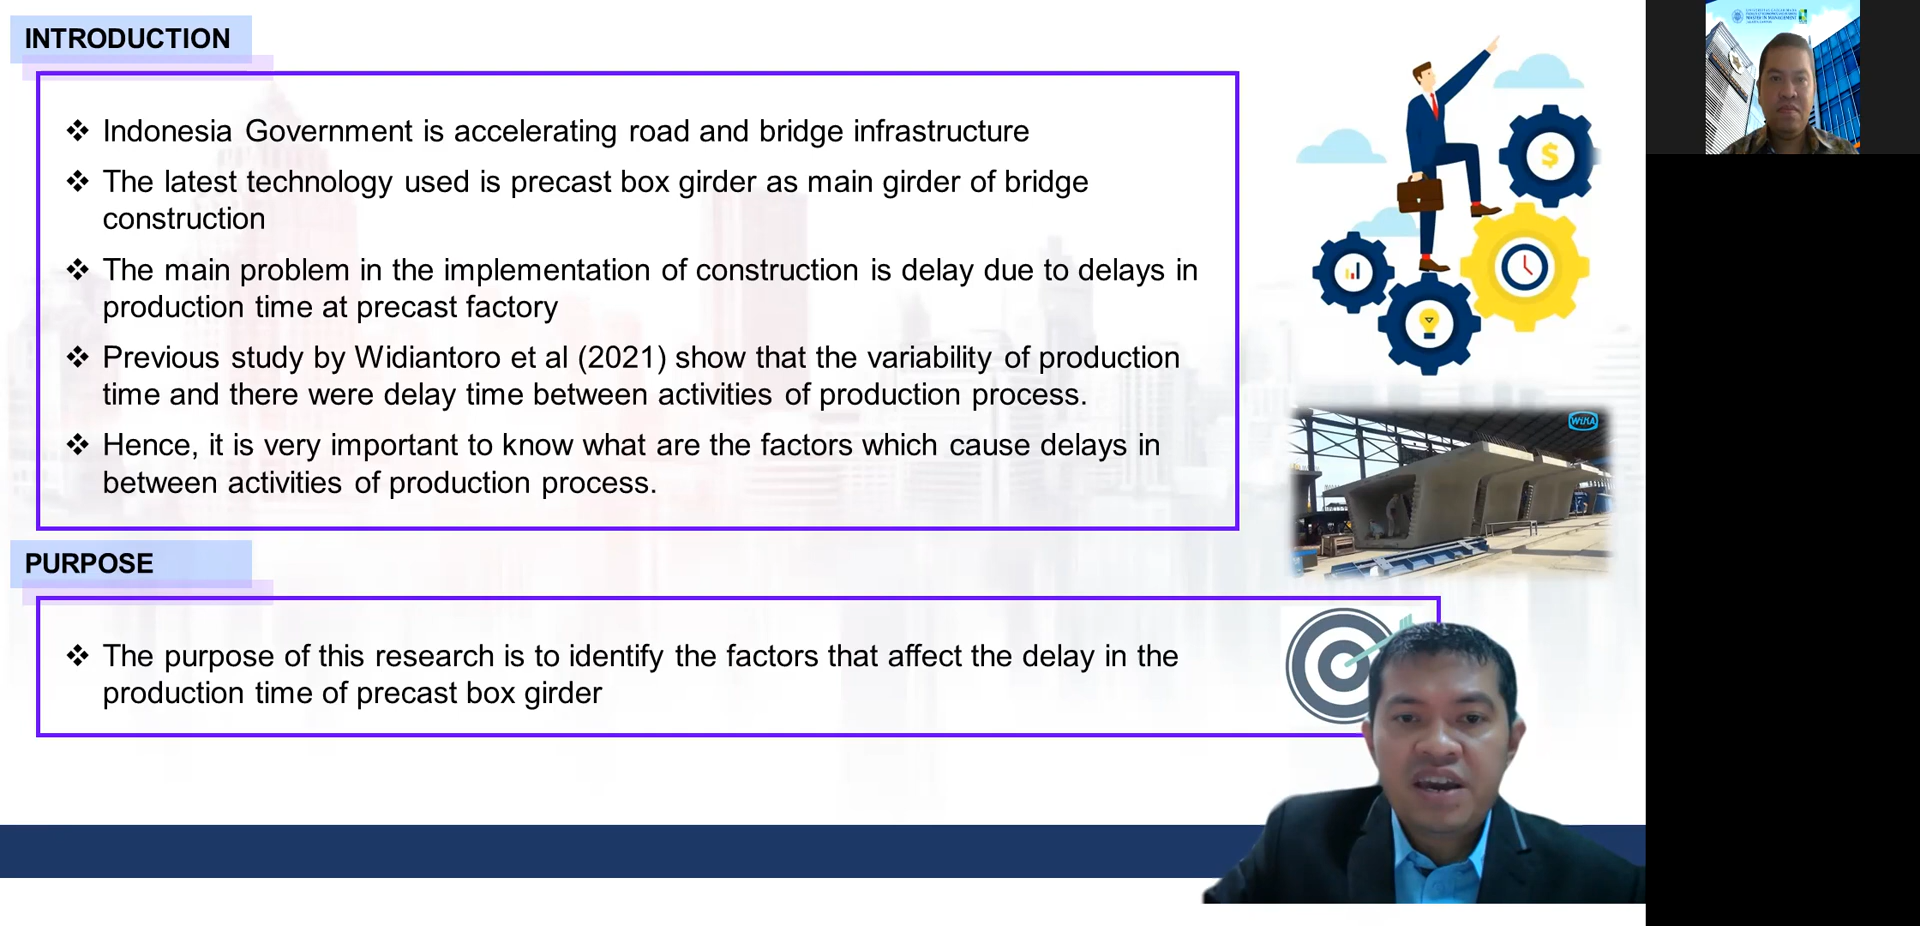 INTRODUCTION
❖ Indonesia Government is accelerating road and bridge infrastructure
❖ The latest technology used is precast box girder as main girder of bridge
construction
❖ The main problem in the implementation of construction is delay due to delays in
production time at precast factory
❖ Previous study by Widiantoro et al (2021) show that the variability of production
time and there were delay time between activities of production process.
❖ Hence, it is very important to know what are the factors which cause delays in
between activities of production process.
$
WIKA
PURPOSE
❖ The purpose of this research is to identify the factors that affect the delay in the
production time of precast box girder
MASTER IN MANAGEMENT